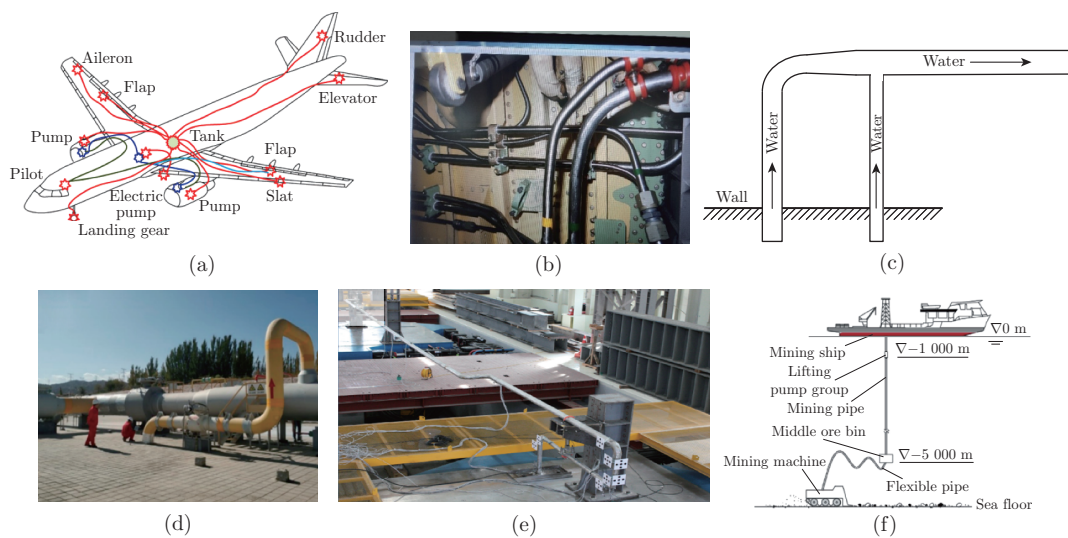 Rudder
Aileron
Flap
Elevator
Pump
Tank
Flap
Pilot
Electric
pump
Slat
Pump
Landing gear
(a)
(b)
Water
Water
Water
Wall
(c)
(d)
(e)
∇0 m
Mining ship
∇−1 000 m
Lifting
pump group
Mining pipe
Middle ore bin
∇−5 000 m
Mining machine
Flexible pipe
Sea floor
(f)